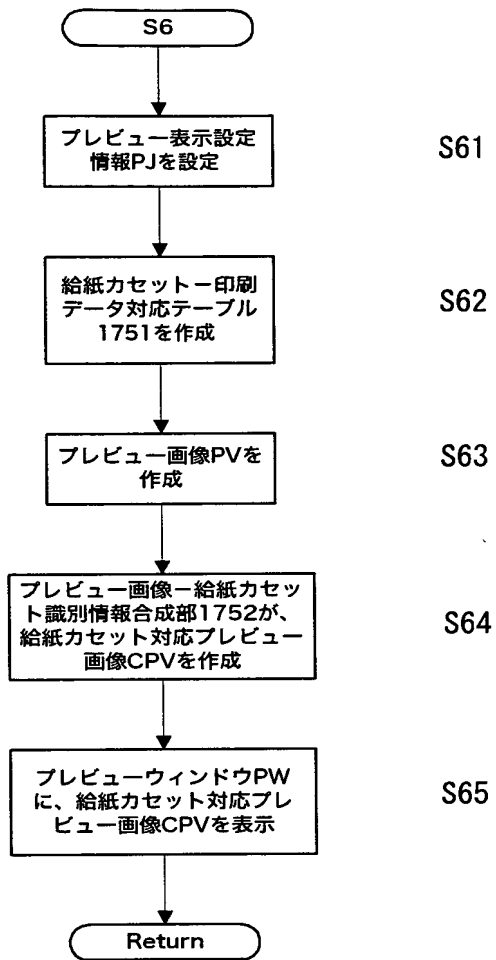 S6
プレビュー表示設定
情報PJを設定
S61
給紙カセットー印刷
データ対応テーブル
1751を作成
S62
プレビュー画像PVを
作成
S63
プレビュー画像ー給紙カセッ
ト識別情報合成部1752が、
給紙カセット対応プレビュー
画像CPVを作成
S64
プレビューウィンドウPW
に、給紙カセット対応プレ
ビュー画像CPVを表示
S65
Return